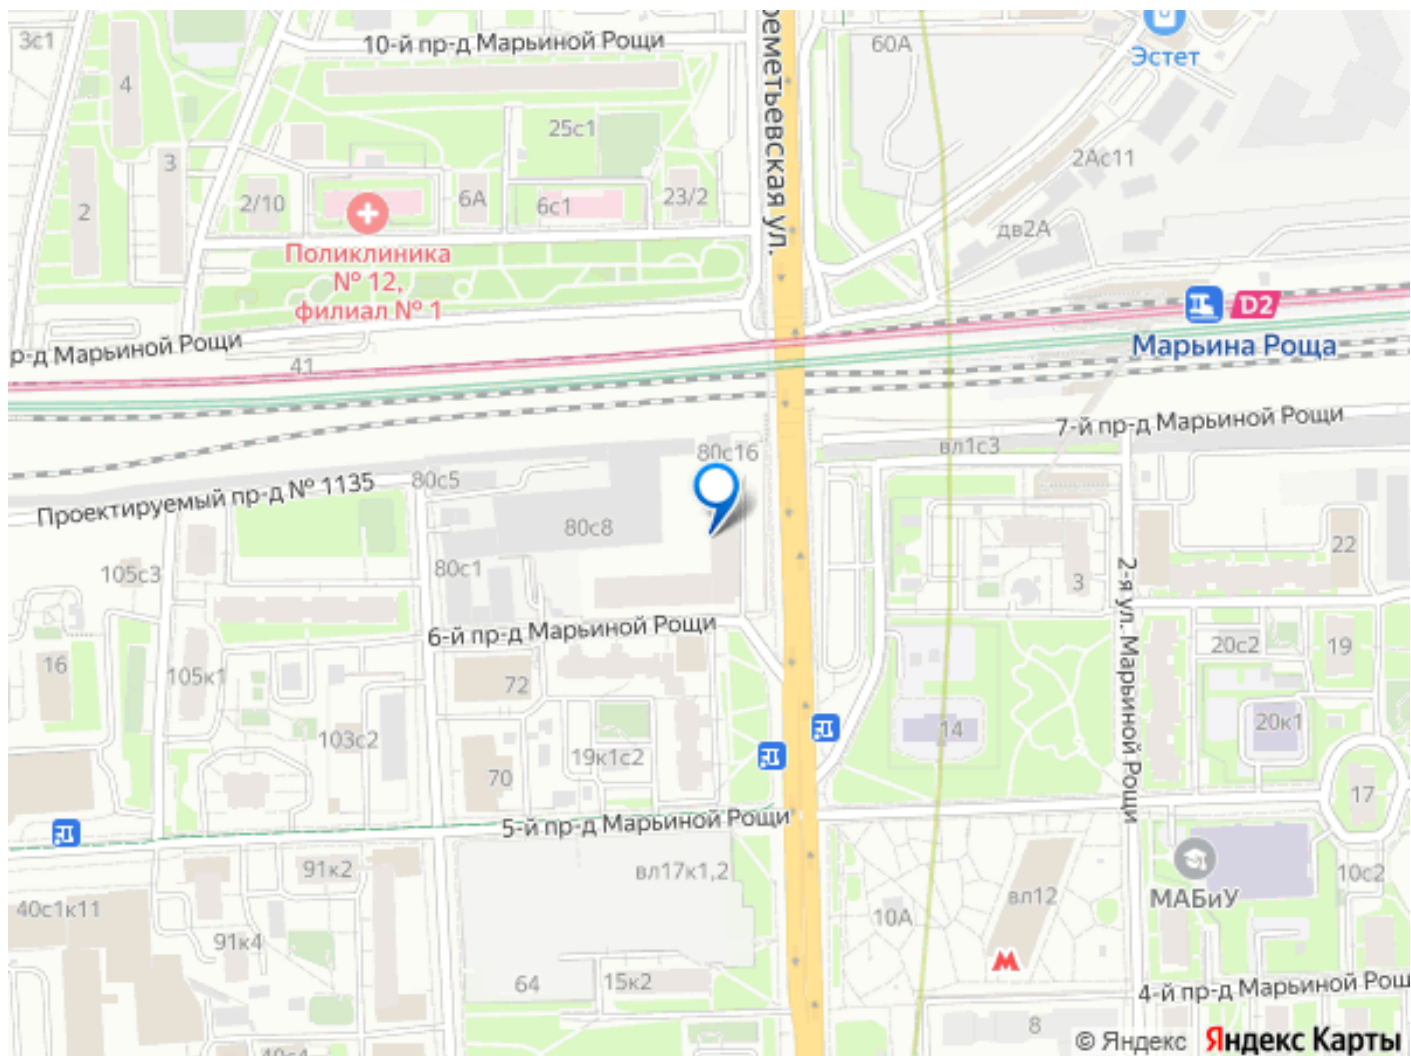 3с1
10-й пр-д Марьиной Рощи
60А
Эстет
4
25с1
2Ас11
3
2
2/10
6А
6с1
23/2
реметьевская ул.
дв2А
Поликлиника
№ 12,
филиал № 1
D2
Марьина Роща
р-д Марьиной Рощи
41
7-й пр-д Марьиной Рощи
80с16
вл1с3
80с5
Проектируемый пр-д № 1135
80с8
22
105с3
80с1
3
2-я ул. Марьиной Рощи
6-й пр-д Марьиной Рощи
20с2
19
16
105к1
72
103с2
14
20к1
19к1с2
70
17
5-й пр-д Марьиной Рощи
91к2
вл17к1,2
10с2
МАБиУ
вл12
40с1к11
10А
91к4
64
15к2
4-й пр-д Марьиной Рощ
8
40с4
© Яндекс Яндекс Карты